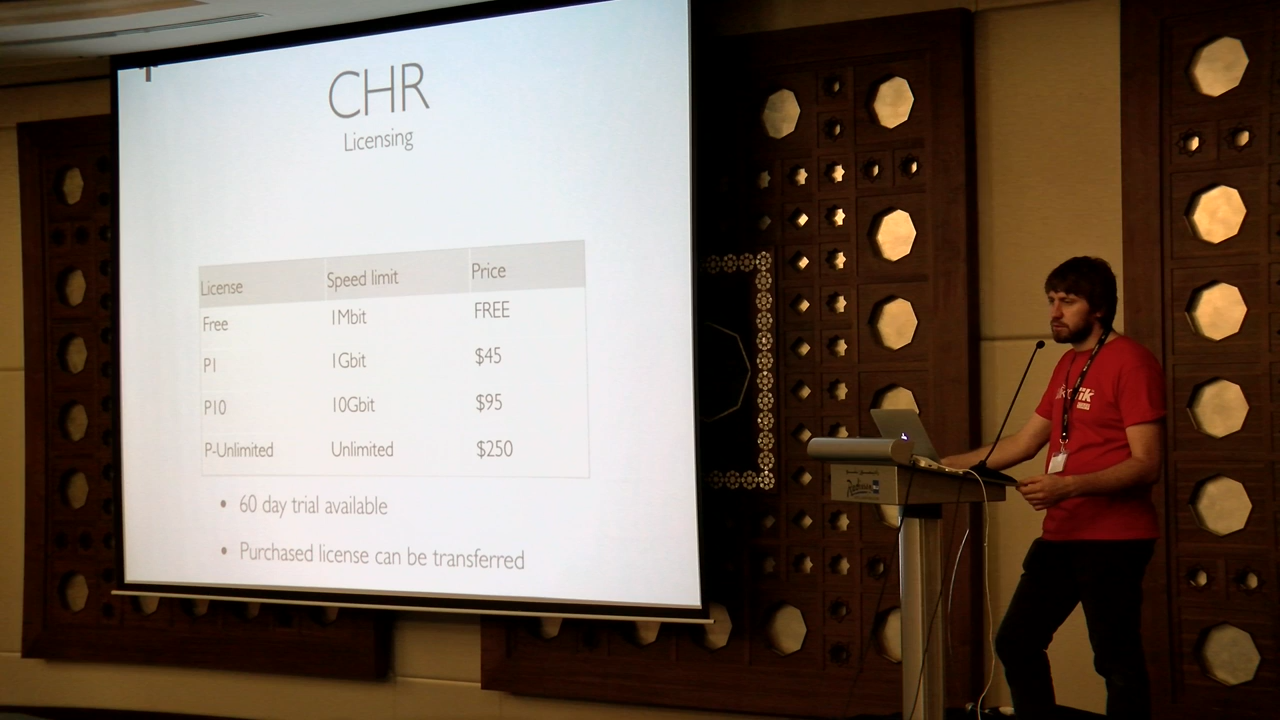 CHR
Licensing
License Speed limit Price
Free 1Mbit FREE
P1 1Gbit $45
P10 10Gbit $95
P-Unlimited Unlimited $250
• 60 day trial available
• Purchased license can be transferred
Radisson